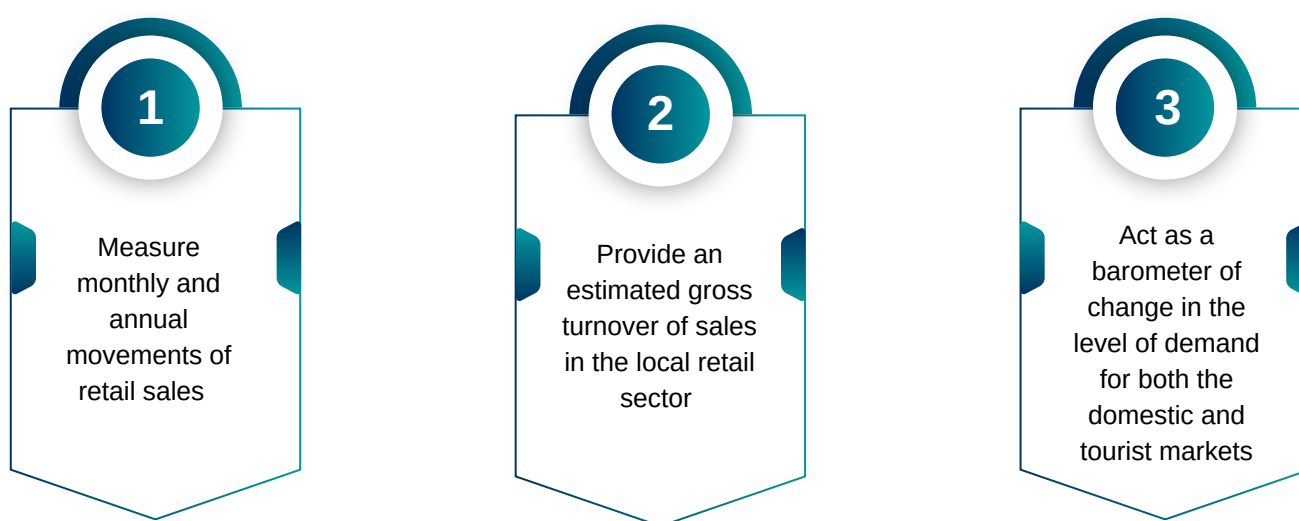 1
Measure
monthly and
annual
movements of
retail sales
2
Provide an
estimated gross
turnover of sales
in the local retail
sector
3
Act as a
barometer of
change in the
level of demand
for both the
domestic and
tourist markets